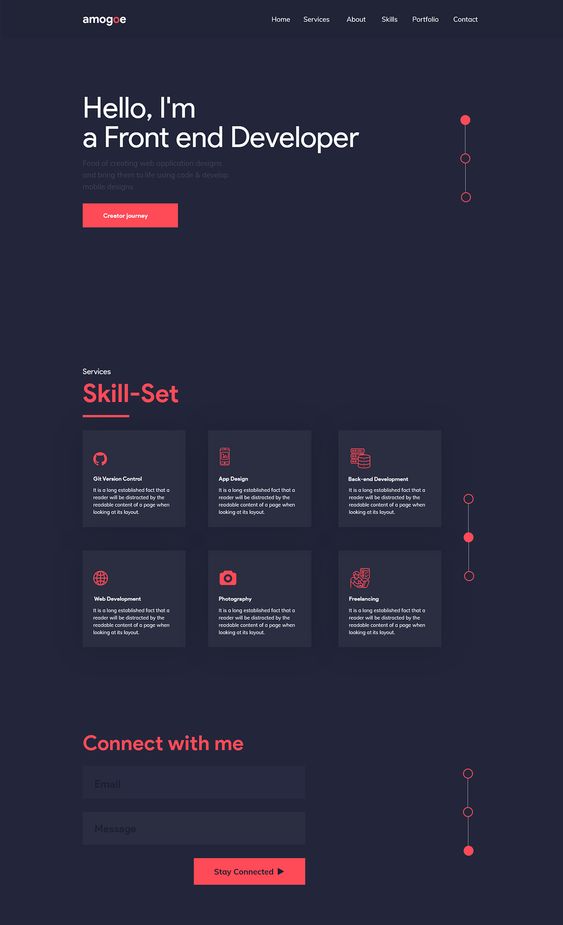 amogoe
Home Services About Skills Portfolio Contact
Hello, I'm
a Front end Developer
Fond of creating web application designs
and bring them to life using code & develop
mobile designs
Creator journey
Services
Skill-Set
Git Version Control
It is a long established fact that a
reader will be distracted by the
readable content of a page when
looking at its layout.
App Design
It is a long established fact that a
reader will be distracted by the
readable content of a page when
looking at its layout.
Back-end Development
It is a long established fact that a
reader will be distracted by the
readable content of a page when
looking at its layout.
Web Development
It is a long established fact that a
reader will be distracted by the
readable content of a page when
looking at its layout.
Photography
It is a long established fact that a
reader will be distracted by the
readable content of a page when
looking at its layout.
Freelancing
It is a long established fact that a
reader will be distracted by the
readable content of a page when
looking at its layout.
Connect with me
Email
Message
Stay Connected